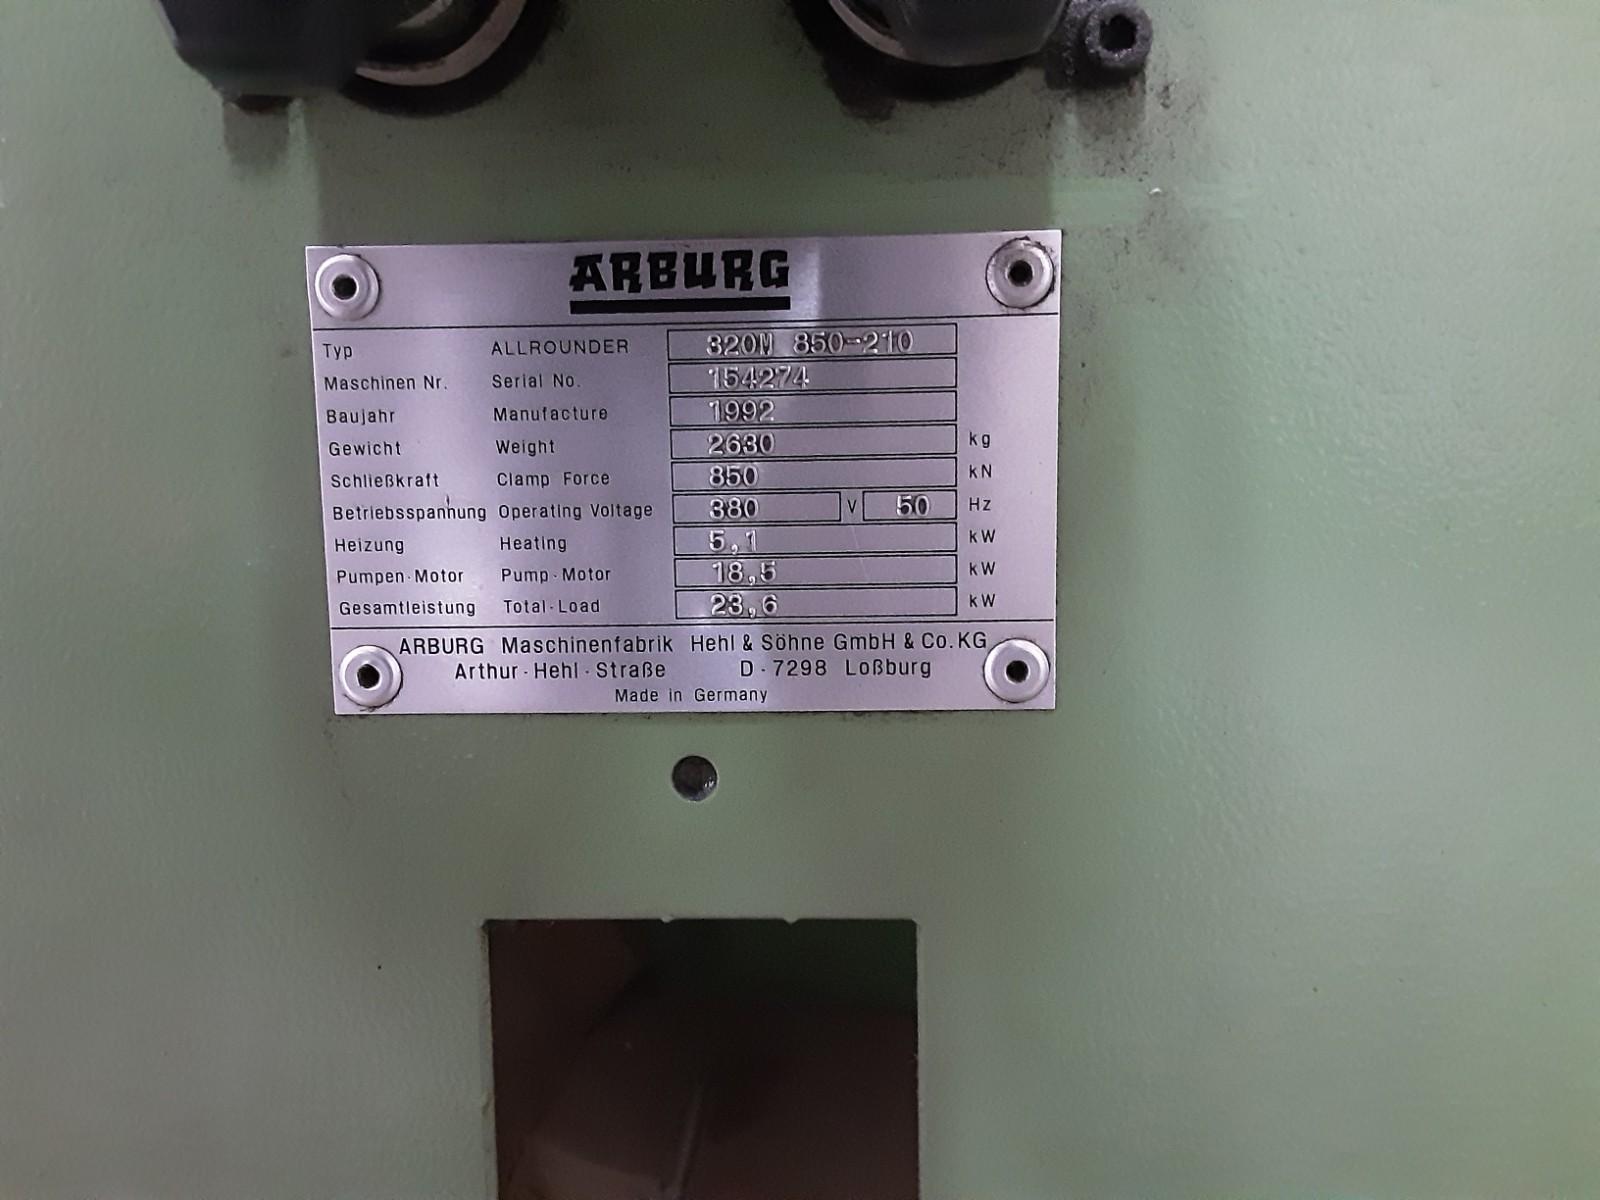 ARBURG
Typ ALLROUNDER 320M 850-210
Maschinen Nr. Serial No. 154274
Baujahr Manufacture 1992
Gewicht Weight 2630 kg
Schließkraft Clamp Force 850 kN
Betriebsspannung Operating Voltage 380 V 50 Hz
Heizung Heating 5,1 kW
Pumpen-Motor Pump-Motor 18,5 kW
Gesamtleistung Total-Load 23,6 kW
ARBURG Maschinenfabrik Hehl & Söhne GmbH & Co. KG
Arthur-Hehl-Straße D-7298 Loßburg
Made in Germany